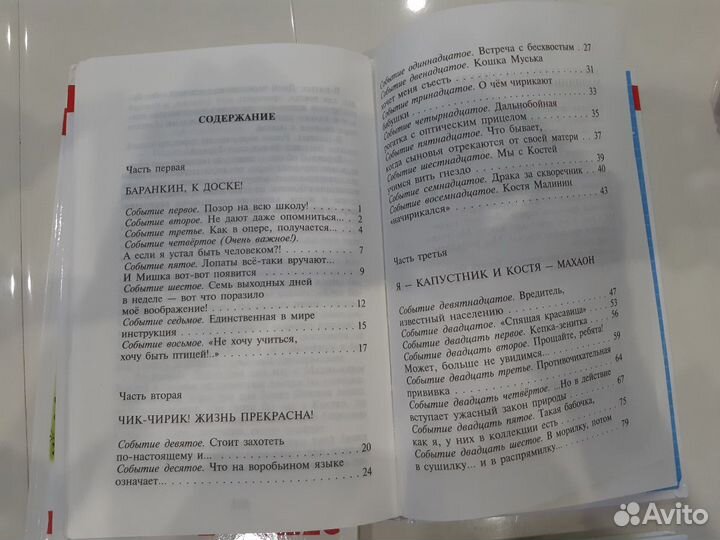 СОДЕРЖАНИЕ
Часть первая
БАРАНКИН, К ДОСКЕ!
Событие первое. Позор на всю школу! . . . . . 1
Событие второе. Не дают даже опомниться... 2
Событие третье. Как в опере, получается... . . 4
Событие четвёртое (Очень важное!).
А если я устал быть человеком?! . . . . . . . . . 7
Событие пятое. Лопаты всё-таки вручают...
И Мишка вот-вот появится . . . . . . . . . . . . 9
Событие шестое. Семь выходных дней
в неделе — вот что поразило
моё воображение! . . . . . . . . . . . . . . . . . 12
Событие седьмое. Единственная в мире
инструкция . . . . . . . . . . . . . . . . . . . . . 15
Событие восьмое. «Не хочу учиться,
хочу быть птицей!..» . . . . . . . . . . . . . . . 17
Часть вторая
ЧИК-ЧИРИК! ЖИЗНЬ ПРЕКРАСНА!
Событие девятое. Стоит захотеть
по-настоящему и... . . . . . . . . . . . . . . . . 20
Событие десятое. Что на воробьином языке
означает... . . . . . . . . . . . . . . . . . . . . . 24
Событие одиннадцатое. Встреча с бесхвостым . 27
Событие двенадцатое. Кошка Муська
хочет меня съесть . . . . . . . . . . . . . . . . . 31
Событие тринадцатое. О чём чирикают
бабушки . . . . . . . . . . . . . . . . . . . . . . . 33
Событие четырнадцатое. Дальнобойная
рогатка с оптическим прицелом . . . . . . . . . 35
Событие пятнадцатое. Что бывает,
когда сыновья отрекаются от своей матери . 37
Событие шестнадцатое. Мы с Костей
учимся вить гнездо . . . . . . . . . . . . . . . . 39
Событие семнадцатое. Драка за скворечник . . 40
Событие восемнадцатое. Костя Малинин
«начирикался» . . . . . . . . . . . . . . . . . . . 43
Часть третья
Я — КАПУСТНИК И КОСТЯ — МАХАОН
Событие девятнадцатое. Вредитель,
известный населению . . . . . . . . . . . . . . . 47
Событие двадцатое. «Спящая красавица» . . . . 53
Событие двадцать первое. Кепка-зенитка . . . . 56
Событие двадцать второе. Прощайте, ребята!
Может, больше не увидимся... . . . . . . . . . . 59
Событие двадцать третье. Противочихательная
прививка . . . . . . . . . . . . . . . . . . . . . . 64
Событие двадцать четвёртое. ...Но в действие
вступает ужасный закон природы . . . . . . . . 67
Событие двадцать пятое. Такая бабочка,
как я, у них в коллекции есть . . . . . . . . . . 75
Событие двадцать шестое. В морилку, потом
в сушилку... и в распрямилку... . . . . . . . . . 79
Avito